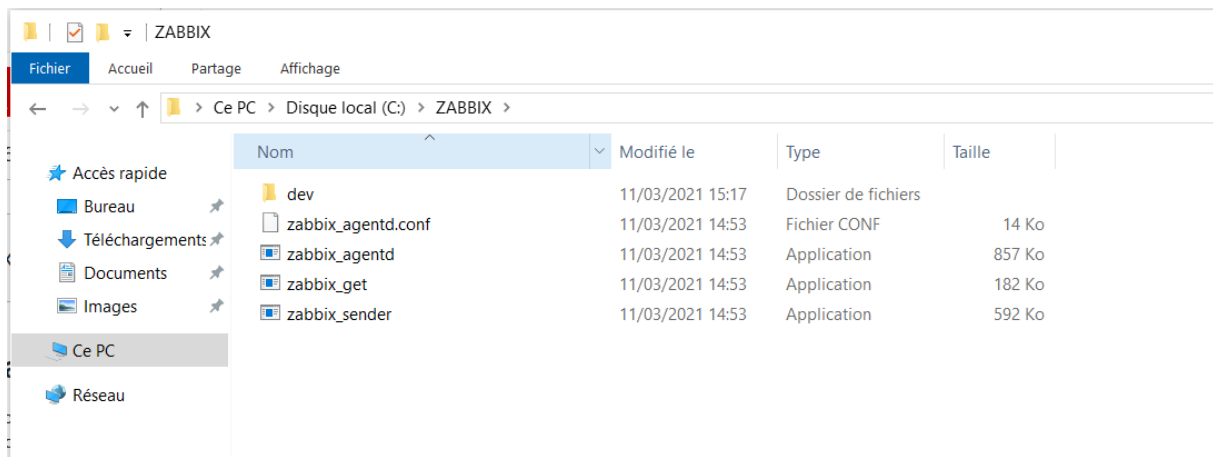 ZABBIX
Fichier Accueil Partage Affichage
Ce PC > Disque local (C:) > ZABBIX >
Nom Modifié le Type Taille
Accès rapide
Bureau
Téléchargements
Documents
Images
Ce PC
Réseau
dev 11/03/2021 15:17 Dossier de fichiers
zabbix_agentd.conf 11/03/2021 14:53 Fichier CONF 14 Ko
zabbix_agentd 11/03/2021 14:53 Application 857 Ko
zabbix_get 11/03/2021 14:53 Application 182 Ko
zabbix_sender 11/03/2021 14:53 Application 592 Ko